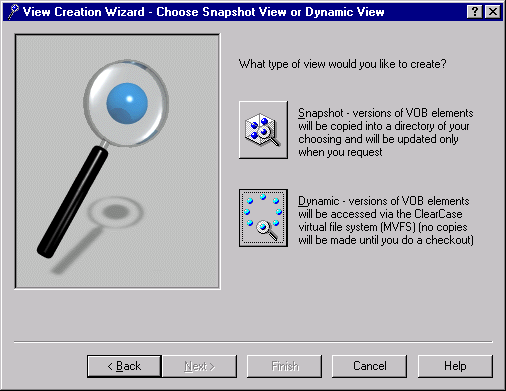 View Creation Wizard - Choose Snapshot View or Dynamic View
What type of view would you like to create?
Snapshot - versions of VOB elements
will be copied into a directory of your
choosing and will be updated only
when you request
Dynamic - versions of VOB elements
will be accessed via the ClearCase
virtual file system (MVFS) (no copies
will be made until you do a checkout)
< Back Next > Finish Cancel Help